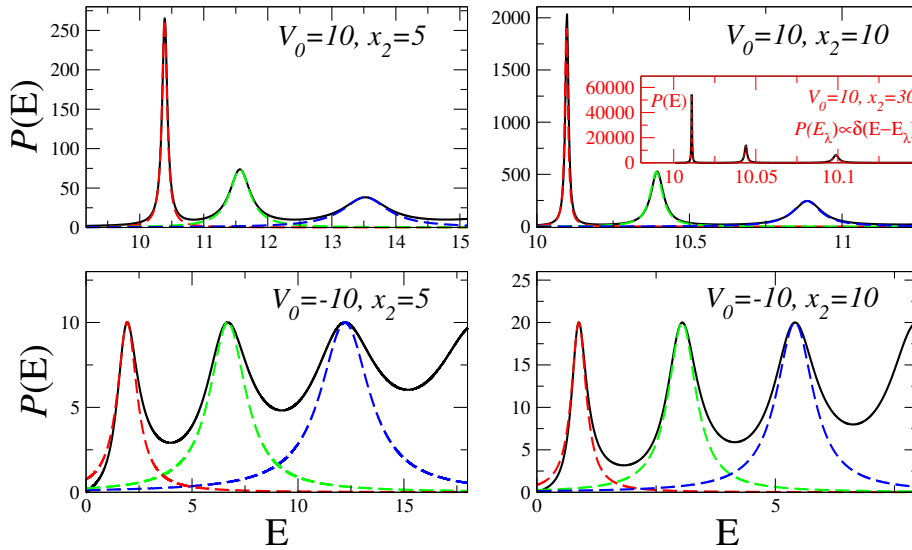 V₀=10, x₂=5
P(E)
250
200
150
100
50
0
10 11 12 13 14 15
V₀=10, x₂=10
2000
1500
1000
500
0
10 10.5 11
V₀=10, x₂=30
P(E)
P(E_λ)∝δ(E−E_λ)
60000
40000
20000
0
10 10.05 10.1
V₀=-10, x₂=5
P(E)
10
5
0
0 5 10 15
E
V₀=-10, x₂=10
25
20
15
10
5
0
0 5
E